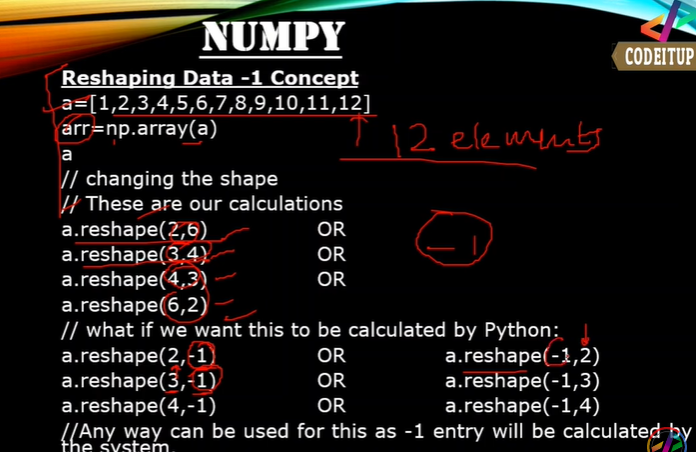 NUMPY
CODEITUP
Reshaping Data -1 Concept
a=[1,2,3,4,5,6,7,8,9,10,11,12]
arr=np.array(a)
12 elements
a
// changing the shape
// These are our calculations
a.reshape(2,6) OR
-1
a.reshape(3,4) OR
a.reshape(4,3) OR
a.reshape(6,2)
// what if we want this to be calculated by Python:
a.reshape(2,-1) OR a.reshape(-1,2)
a.reshape(3,-1) OR a.reshape(-1,3)
a.reshape(4,-1) OR a.reshape(-1,4)
//Any way can be used for this as -1 entry will be calculated by
the system.